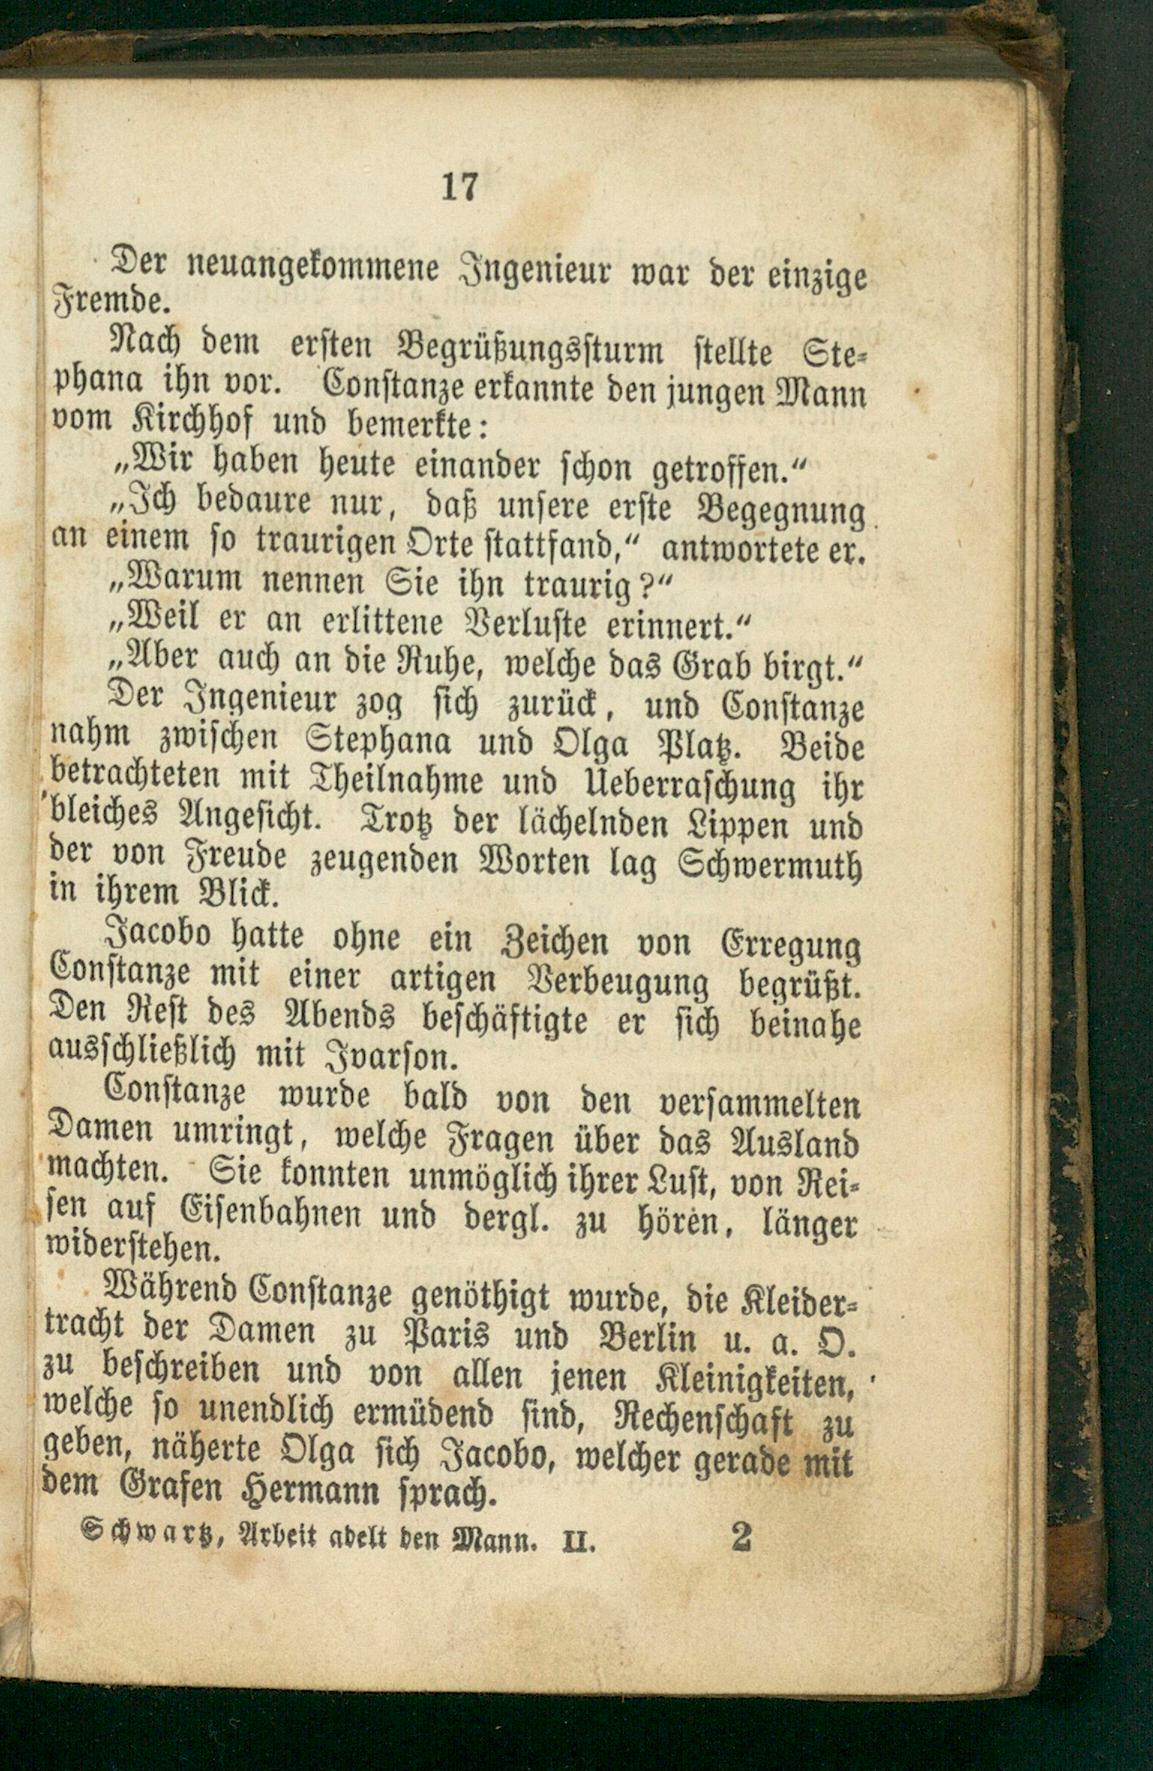 17
Der neuangekommene Ingenieur war der einzige
Fremde.
Nach dem ersten Begrüßungssturm stellte Ste-
phana ihn vor. Constanze erkannte den jungen Mann
vom Kirchhof und bemerkte:
„Wir haben heute einander schon getroffen.“
„Ich bedaure nur, daß unsere erste Begegnung
an einem so traurigen Orte stattfand,“ antwortete er.
„Warum nennen Sie ihn traurig?“
„Weil er an erlittene Verluste erinnert.“
„Aber auch an die Ruhe, welche das Grab birgt.“
Der Ingenieur zog sich zurück, und Constanze
nahm zwischen Stephana und Olga Platz. Beide
betrachteten mit Theilnahme und Ueberraschung ihr
bleiches Angesicht. Trotz der lächelnden Lippen und
der von Freude zeugenden Worten lag Schwermuth
in ihrem Blick.
Jacobo hatte ohne ein Zeichen von Erregung
Constanze mit einer artigen Verbeugung begrüßt.
Den Rest des Abends beschäftigte er sich beinahe
ausschließlich mit Ivarson.
Constanze wurde bald von den versammelten
Damen umringt, welche Fragen über das Ausland
machten. Sie konnten unmöglich ihrer Lust, von Rei-
sen auf Eisenbahnen und dergl. zu hören, länger
widerstehen.
Während Constanze genöthigt wurde, die Kleider-
tracht der Damen zu Paris und Berlin u. a. O.
zu beschreiben und von allen jenen Kleinigkeiten,
welche so unendlich ermüdend sind, Rechenschaft zu
geben, näherte Olga sich Jacobo, welcher gerade mit
dem Grafen Hermann sprach.
Schwartz, Arbeit adelt den Mann. II. 2